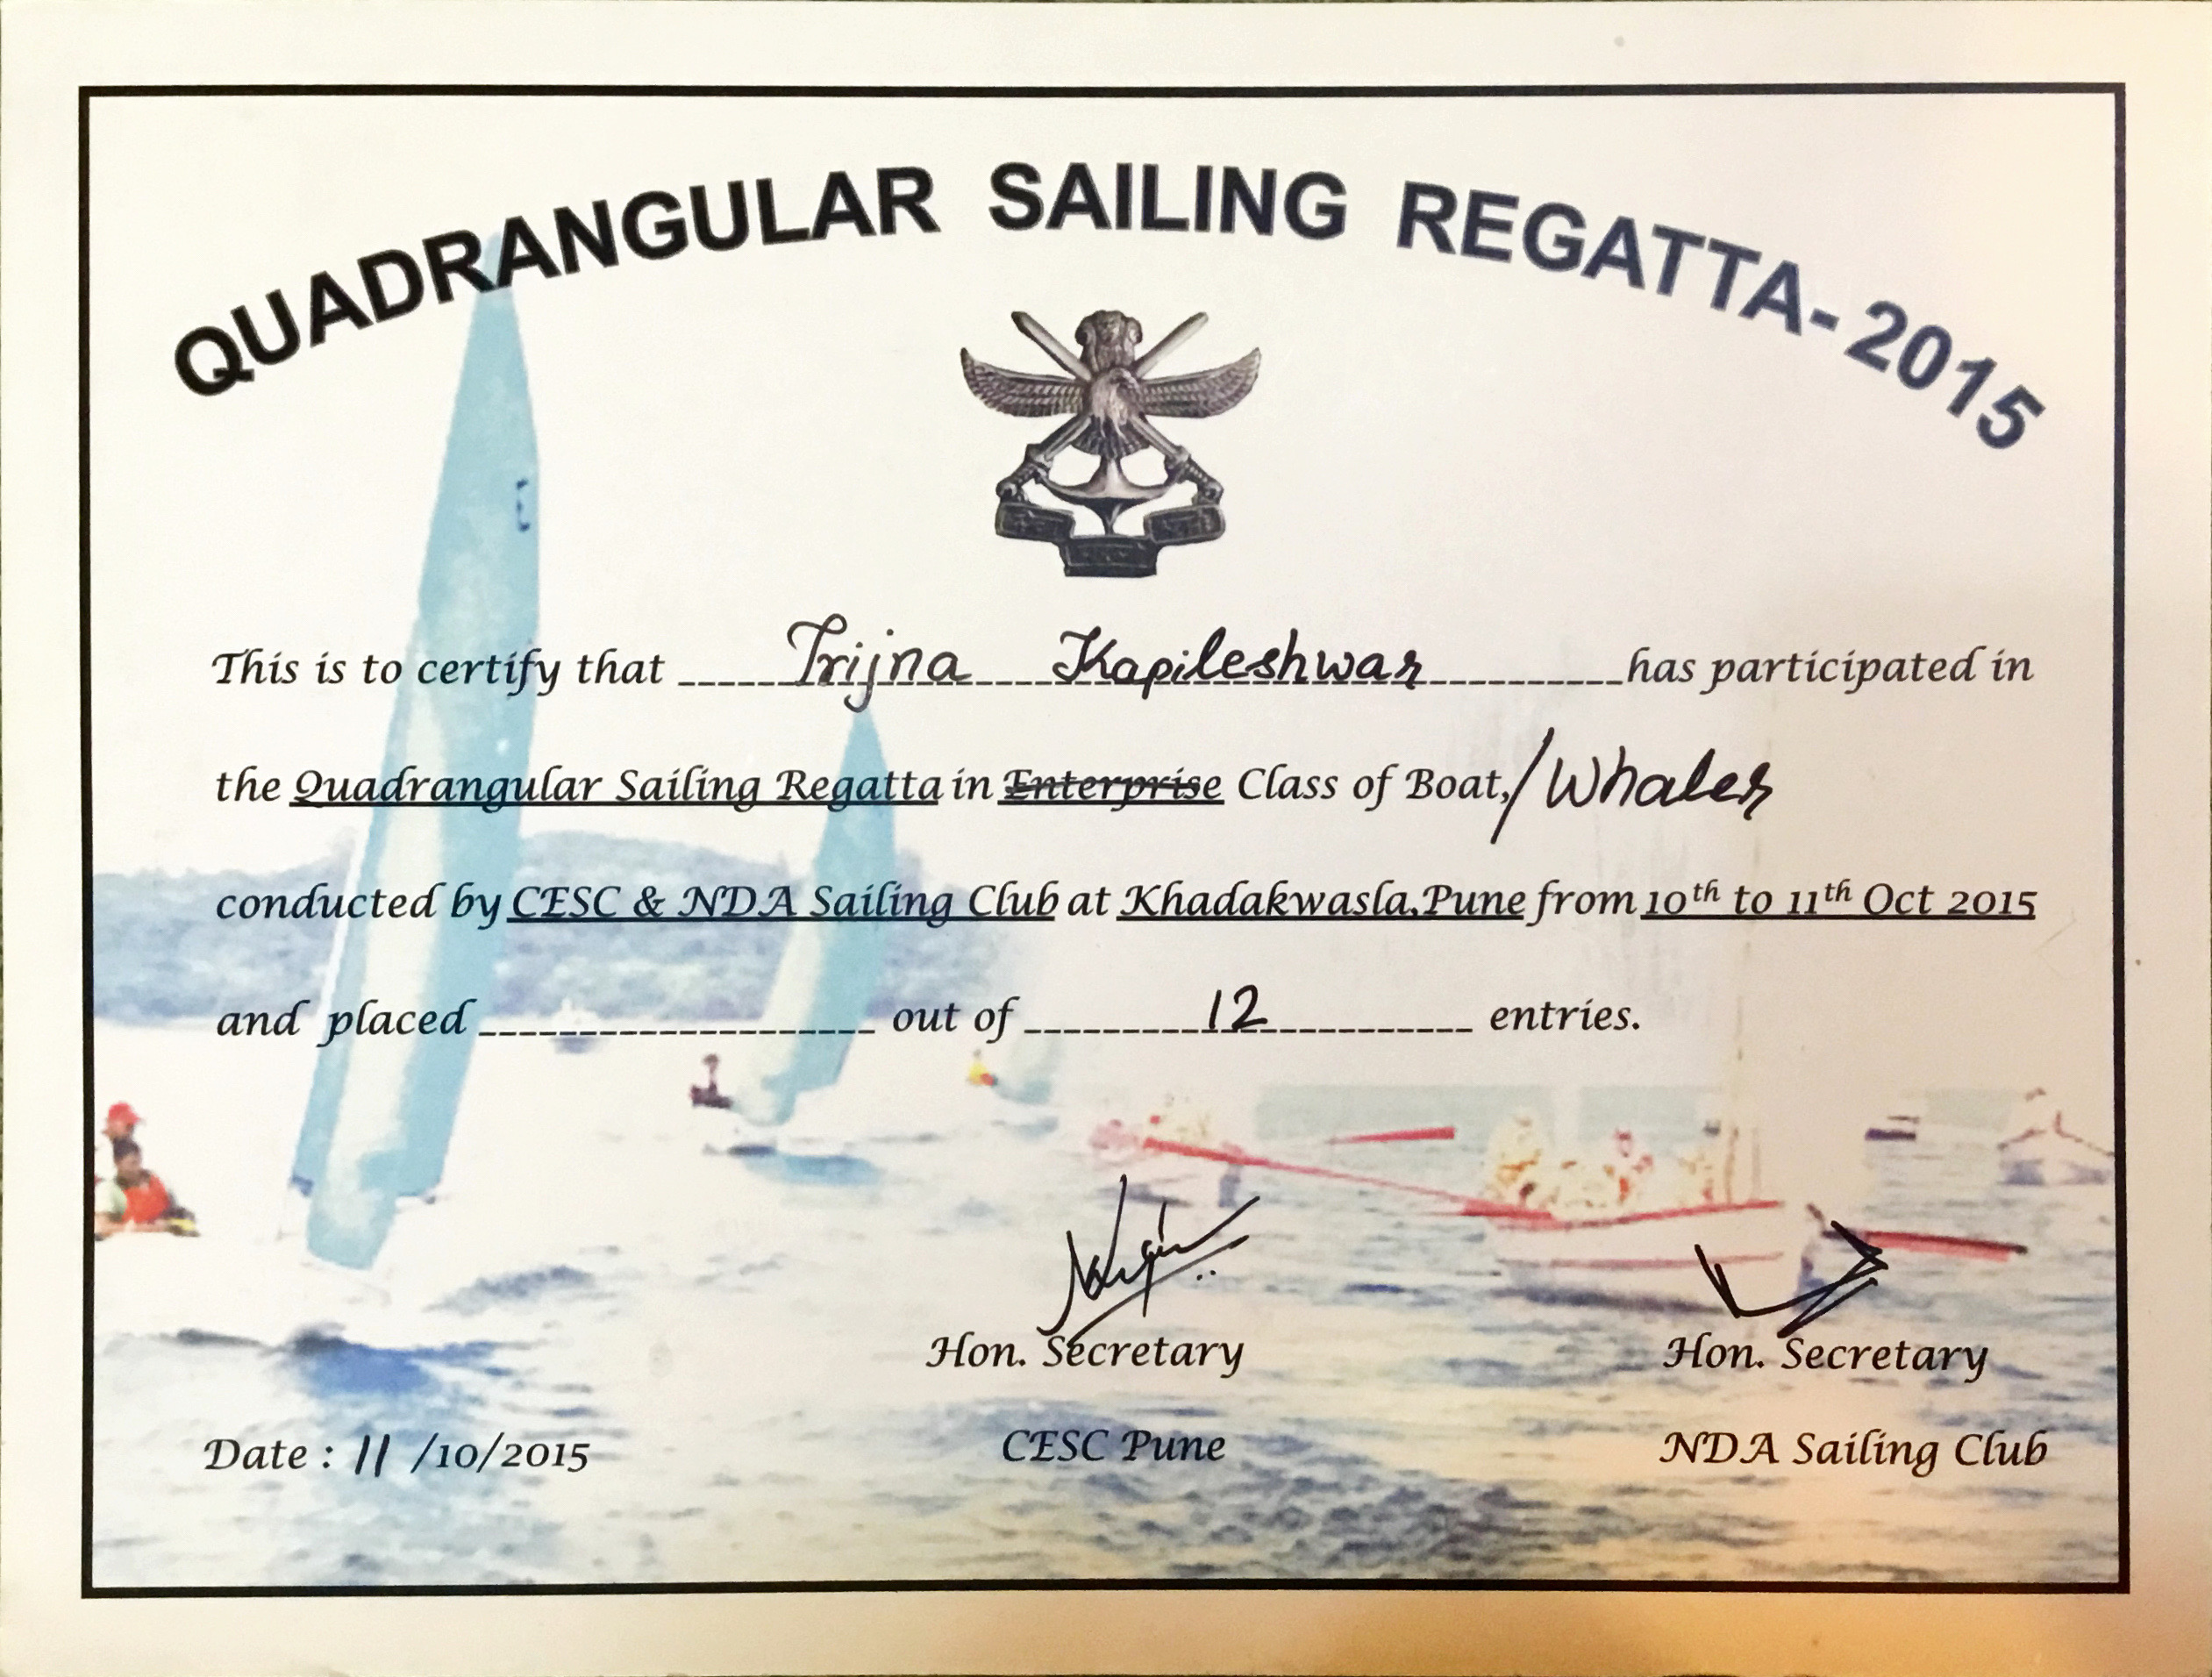 QUADRANGULAR SAILING REGATTA-2015
This is to certify that Trijna Kapileshwar has participated in
the Quadrangular Sailing Regatta in Enterprise Class of Boat,/Whaler
conducted by CESC & NDA Sailing Club at Khadakwasla,Pune from 10th to 11th Oct 2015
and placed ____________________ out of 12 entries.
Hon. Secretary Hon. Secretary
Date : 11 /10/2015 CESC Pune NDA Sailing Club